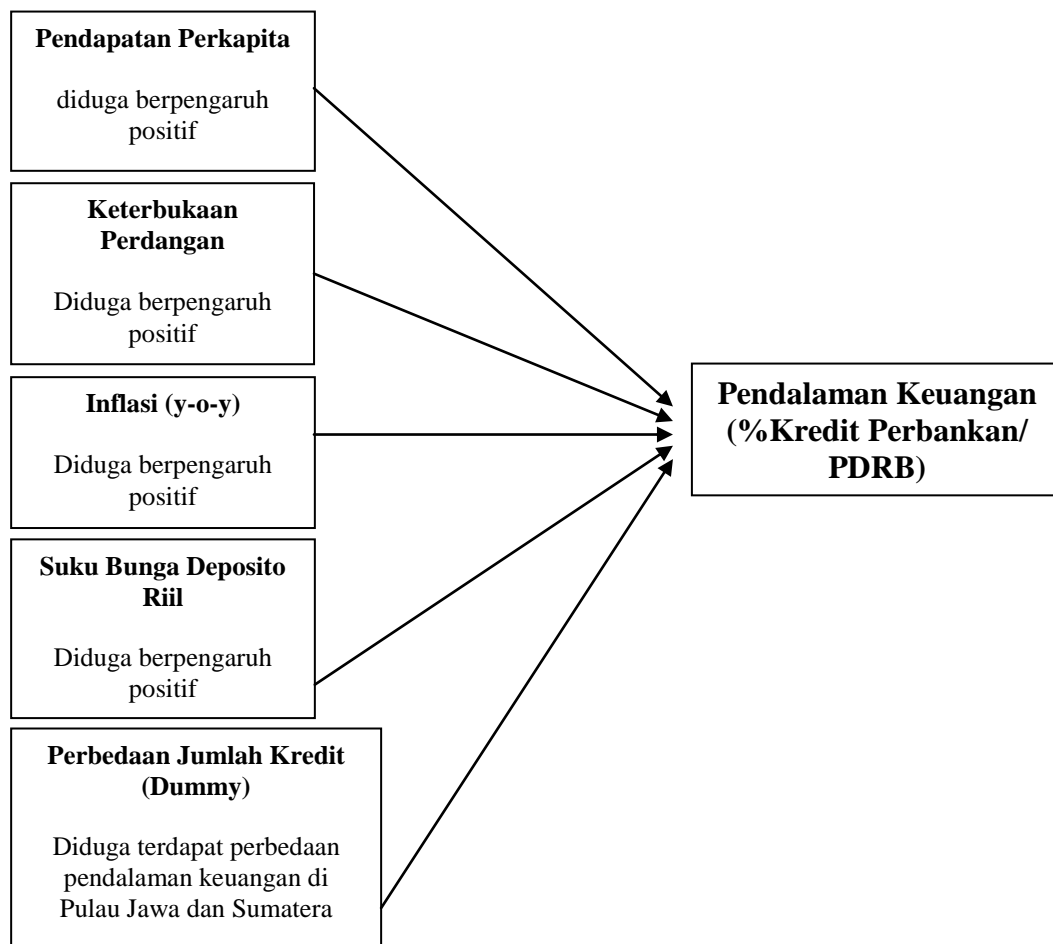 Pendapatan Perkapita
diduga berpengaruh
positif
Keterbukaan
Perdangan
Diduga berpengaruh
positif
Inflasi (y-o-y)
Diduga berpengaruh
positif
Suku Bunga Deposito
Riil
Diduga berpengaruh
positif
Perbedaan Jumlah Kredit
(Dummy)
Diduga terdapat perbedaan
pendalaman keuangan di
Pulau Jawa dan Sumatera
Pendalaman Keuangan
(%Kredit Perbankan/
PDRB)